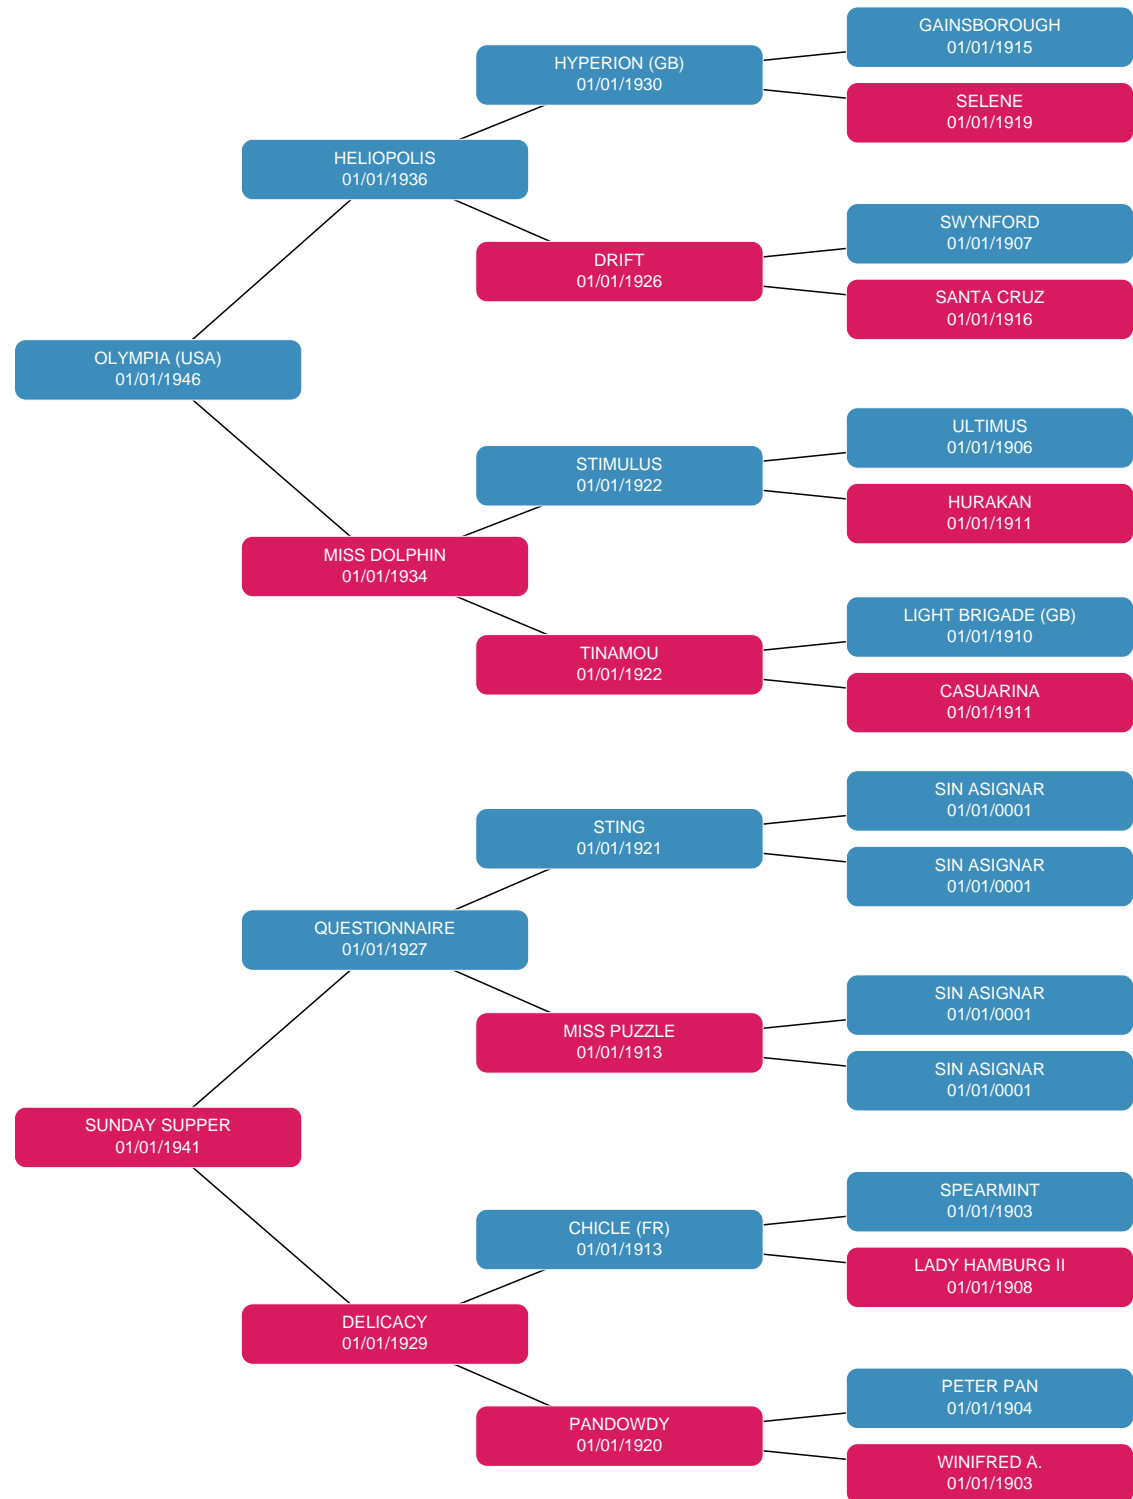 GAINSBOROUGH
01/01/1915
HYPERION (GB)
01/01/1930
SELENE
01/01/1919
HELIOPOLIS
01/01/1936
SWYNFORD
01/01/1907
DRIFT
01/01/1926
SANTA CRUZ
01/01/1916
OLYMPIA (USA)
01/01/1946
ULTIMUS
01/01/1906
STIMULUS
01/01/1922
HURAKAN
01/01/1911
MISS DOLPHIN
01/01/1934
LIGHT BRIGADE (GB)
01/01/1910
TINAMOU
01/01/1922
CASUARINA
01/01/1911
SIN ASIGNAR
01/01/0001
STING
01/01/1921
SIN ASIGNAR
01/01/0001
QUESTIONNAIRE
01/01/1927
SIN ASIGNAR
01/01/0001
MISS PUZZLE
01/01/1913
SIN ASIGNAR
01/01/0001
SUNDAY SUPPER
01/01/1941
SPEARMINT
01/01/1903
CHICLE (FR)
01/01/1913
LADY HAMBURG II
01/01/1908
DELICACY
01/01/1929
PETER PAN
01/01/1904
PANDOWDY
01/01/1920
WINIFRED A.
01/01/1903